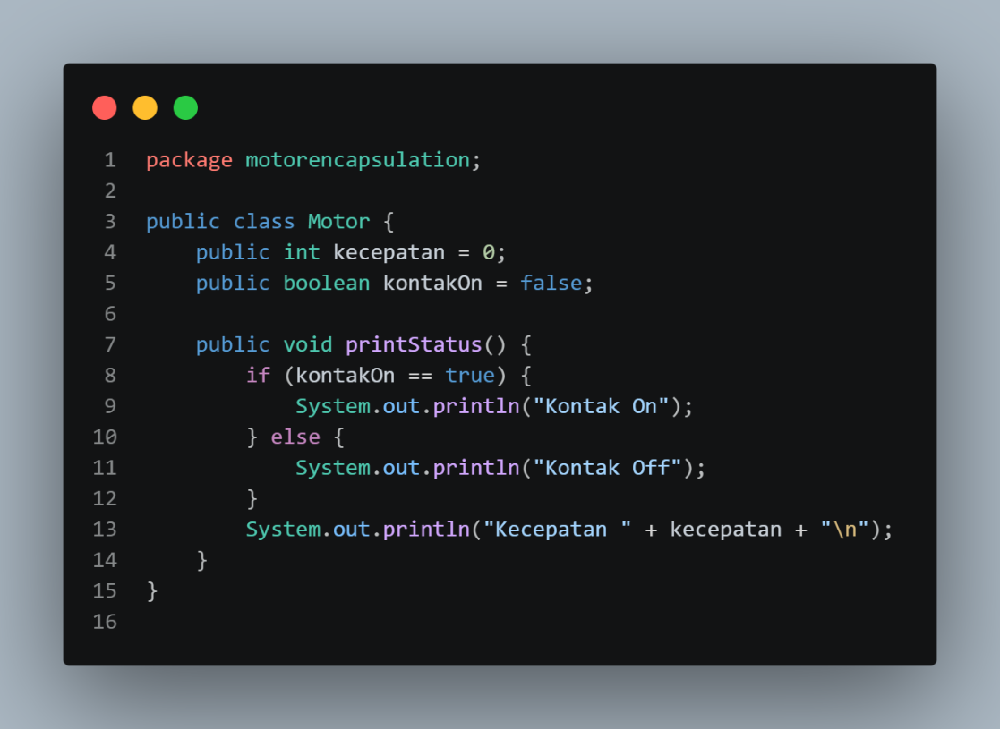 1 package motorencapsulation;
2
3 public class Motor {
4     public int kecepatan = 0;
5     public boolean kontakOn = false;
6
7     public void printStatus() {
8         if (kontakOn == true) {
9             System.out.println("Kontak On");
10         } else {
11             System.out.println("Kontak Off");
12         }
13         System.out.println("Kecepatan " + kecepatan + "\n");
14     }
15 }
16